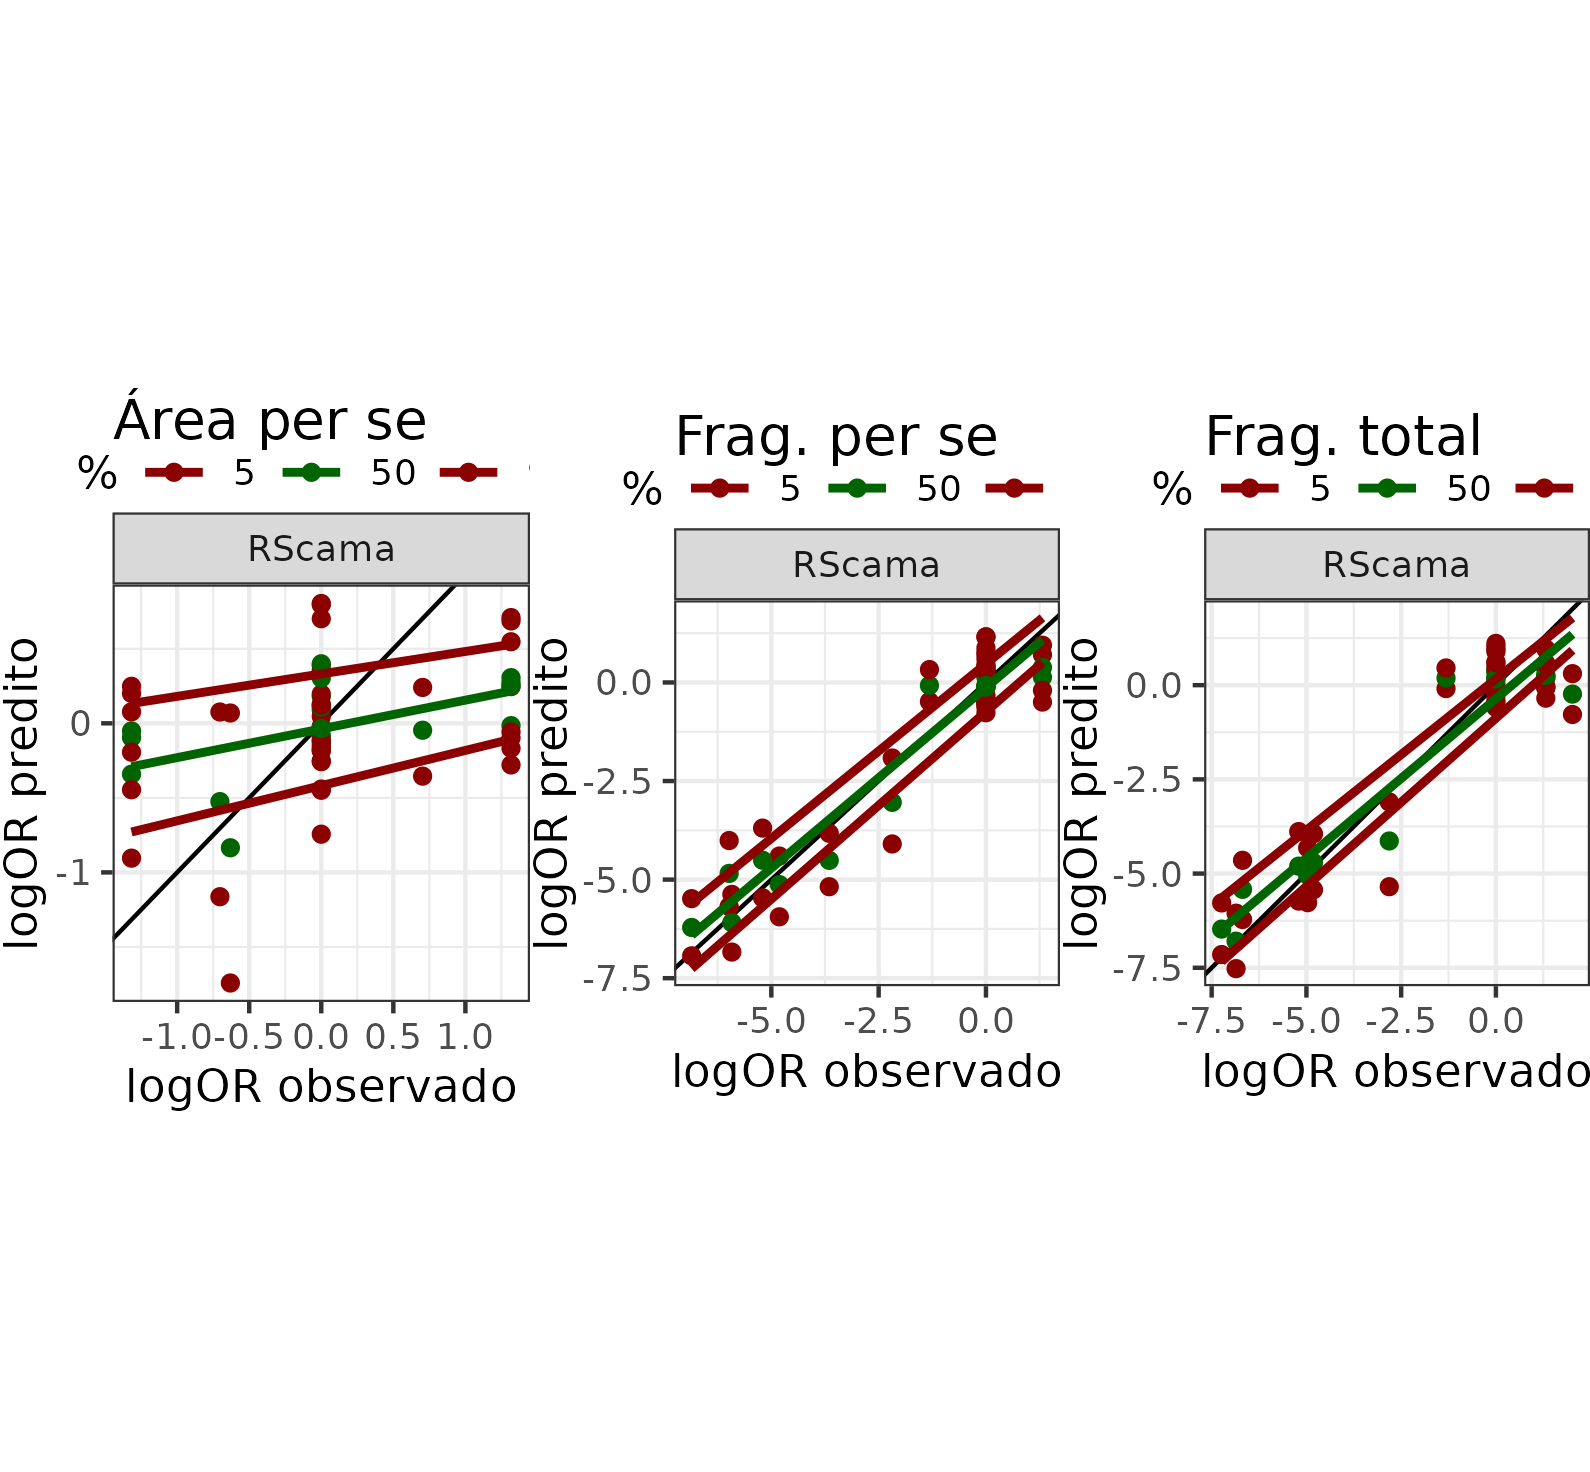 Área per se
% 5 50
RScama
logOR predito
0
-1
-1.0 -0.5 0.0 0.5 1.0
logOR observado
Frag. per se
% 5 50
RScama
logOR predito
0.0
-2.5
-5.0
-7.5
-5.0 -2.5 0.0
logOR observado
Frag. total
% 5 50
RScama
logOR predito
0.0
-2.5
-5.0
-7.5
-7.5 -5.0 -2.5 0.0
logOR observado